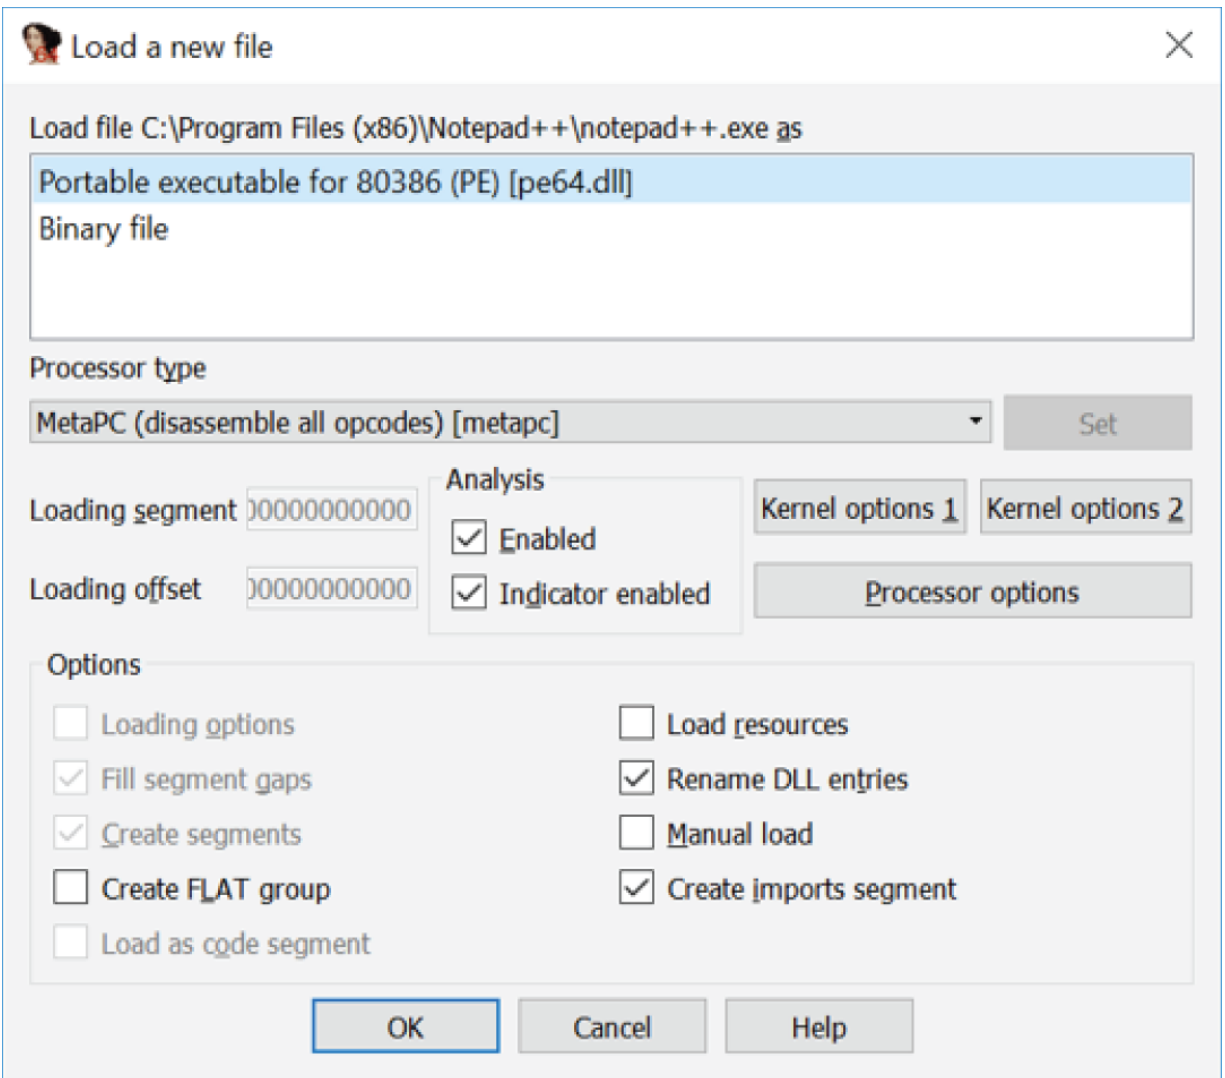 Load a new file
Load file C:\Program Files (x86)\Notepad++\notepad++.exe as
Portable executable for 80386 (PE) [pe64.dll]
Binary file
Processor type
MetaPC (disassemble all opcodes) [metapc]
Set
Loading segment
00000000000
Loading offset
00000000000
Analysis
Enabled
Indicator enabled
Kernel options 1
Kernel options 2
Processor options
Options
Loading options
Fill segment gaps
Create segments
Create FLAT group
Load as code segment
Load resources
Rename DLL entries
Manual load
Create imports segment
OK
Cancel
Help